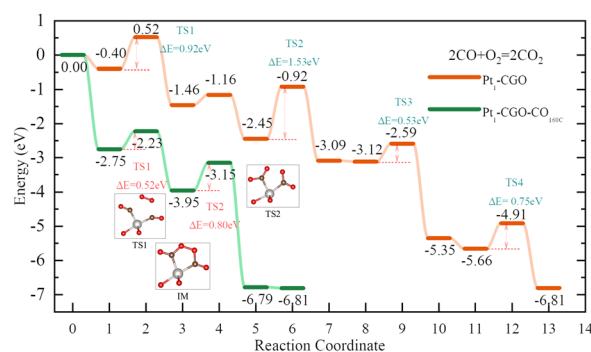 TS1
ΔE=0.92eV
0.52
-0.40
0.00
-1.46
-1.16
TS2
ΔE=1.53eV
-0.92
-2.45
2CO+O₂=2CO₂
Pt₁-CGO
Pt₁-CGO-CO
TS3
ΔE=0.53eV
-2.59
-3.09
-3.12
-2.23
-2.75
TS1
ΔE=0.52eV
-3.15
-3.95
TS2
ΔE=0.80eV
TS1
TS2
IM
TS4
ΔE= 0.75eV
-4.91
-5.35
-5.66
-6.79
-6.81
-6.81
1
0
-1
-2
-3
-4
-5
-6
-7
Energy (eV)
0 1 2 3 4 5 6 7 8 9 10 11 12 13 14
Reaction Coordinate